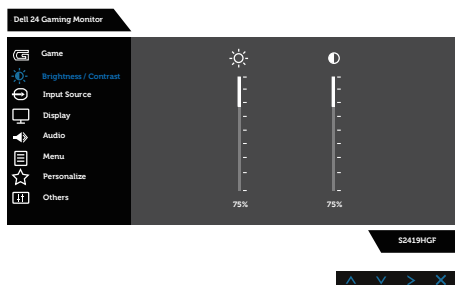 Dell 24 Gaming Monitor
Game
Brightness / Contrast
Input Source
Display
Audio
Menu
Personalize
Others
75%
75%
S2419HGF